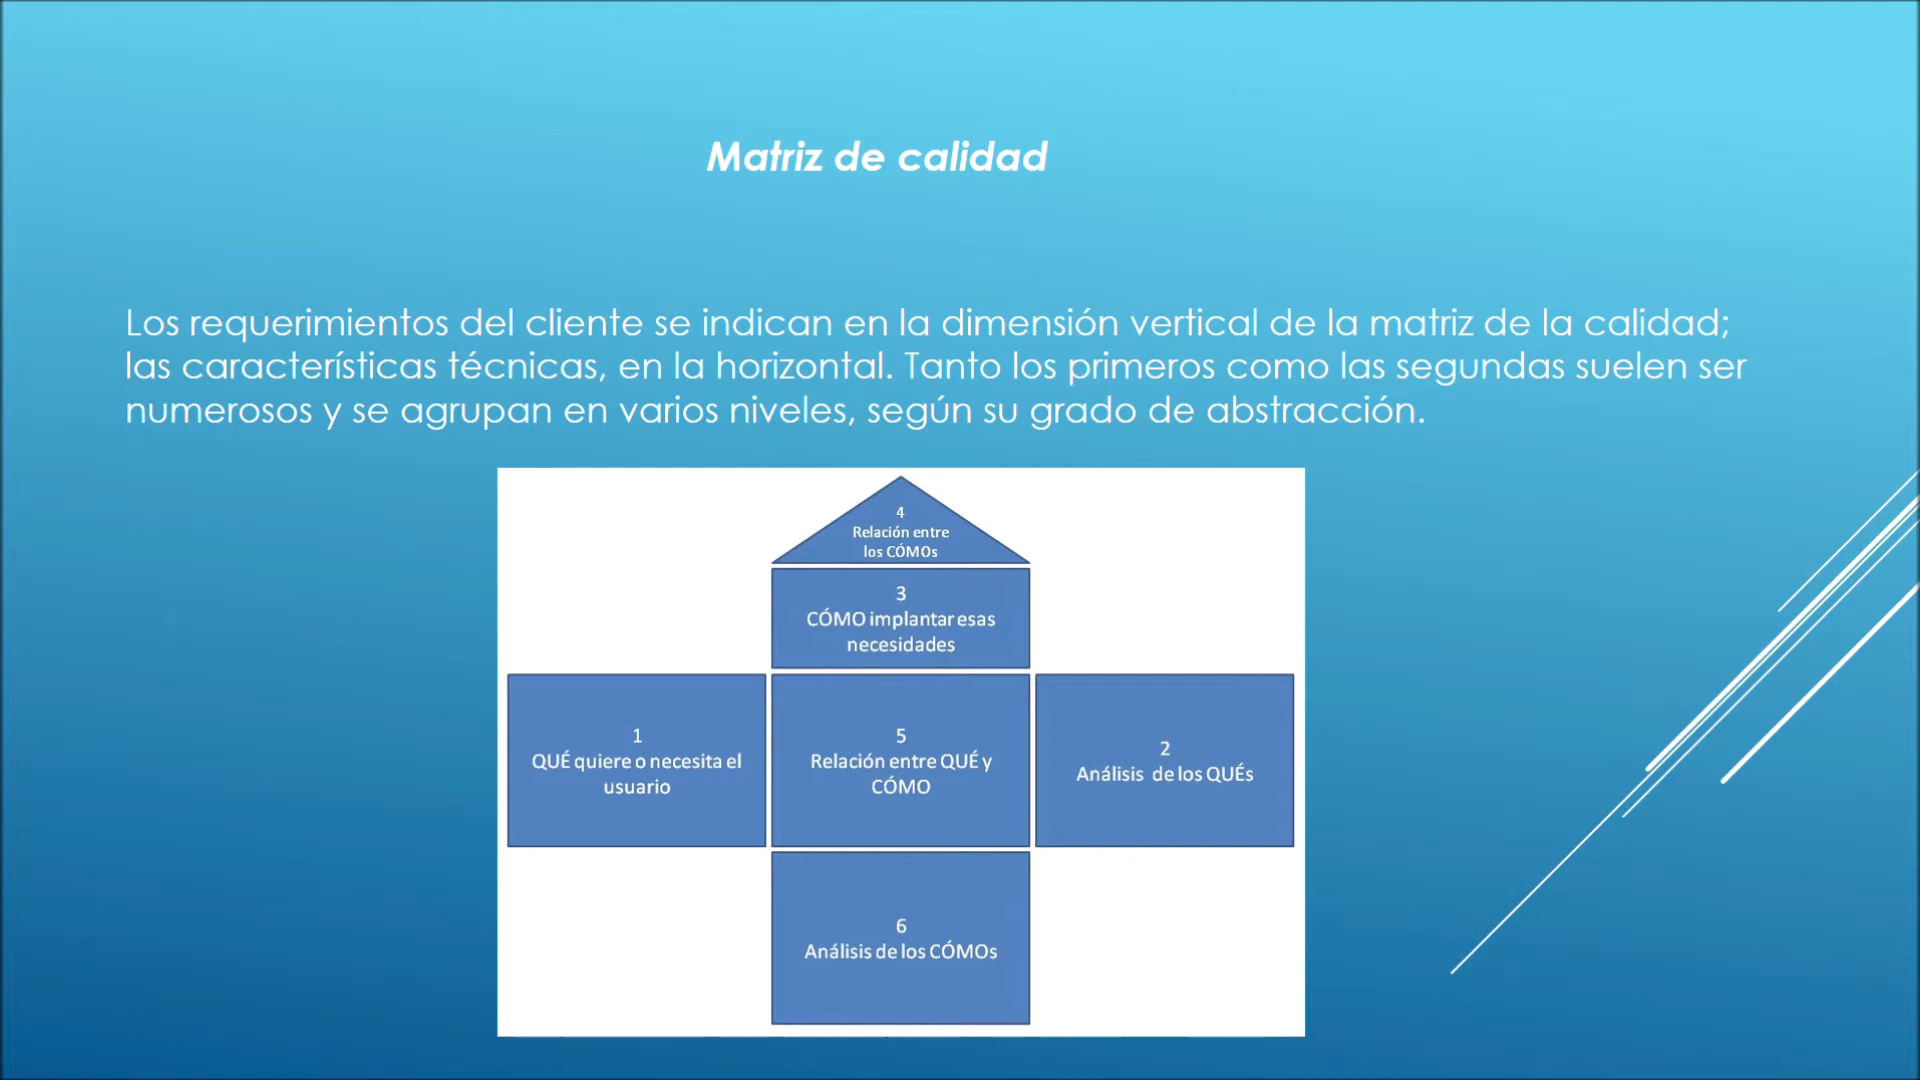 Matriz de calidad
Los requerimientos del cliente se indican en la dimensión vertical de la matriz de la calidad;
las características técnicas, en la horizontal. Tanto los primeros como las segundas suelen ser
numerosos y se agrupan en varios niveles, según su grado de abstracción.
4
Relación entre
los CÓMOs
3
CÓMO implantar esas
necesidades
1
QUÉ quiere o necesita el
usuario
5
Relación entre QUÉ y
CÓMO
2
Análisis de los QUÉs
6
Análisis de los CÓMOs